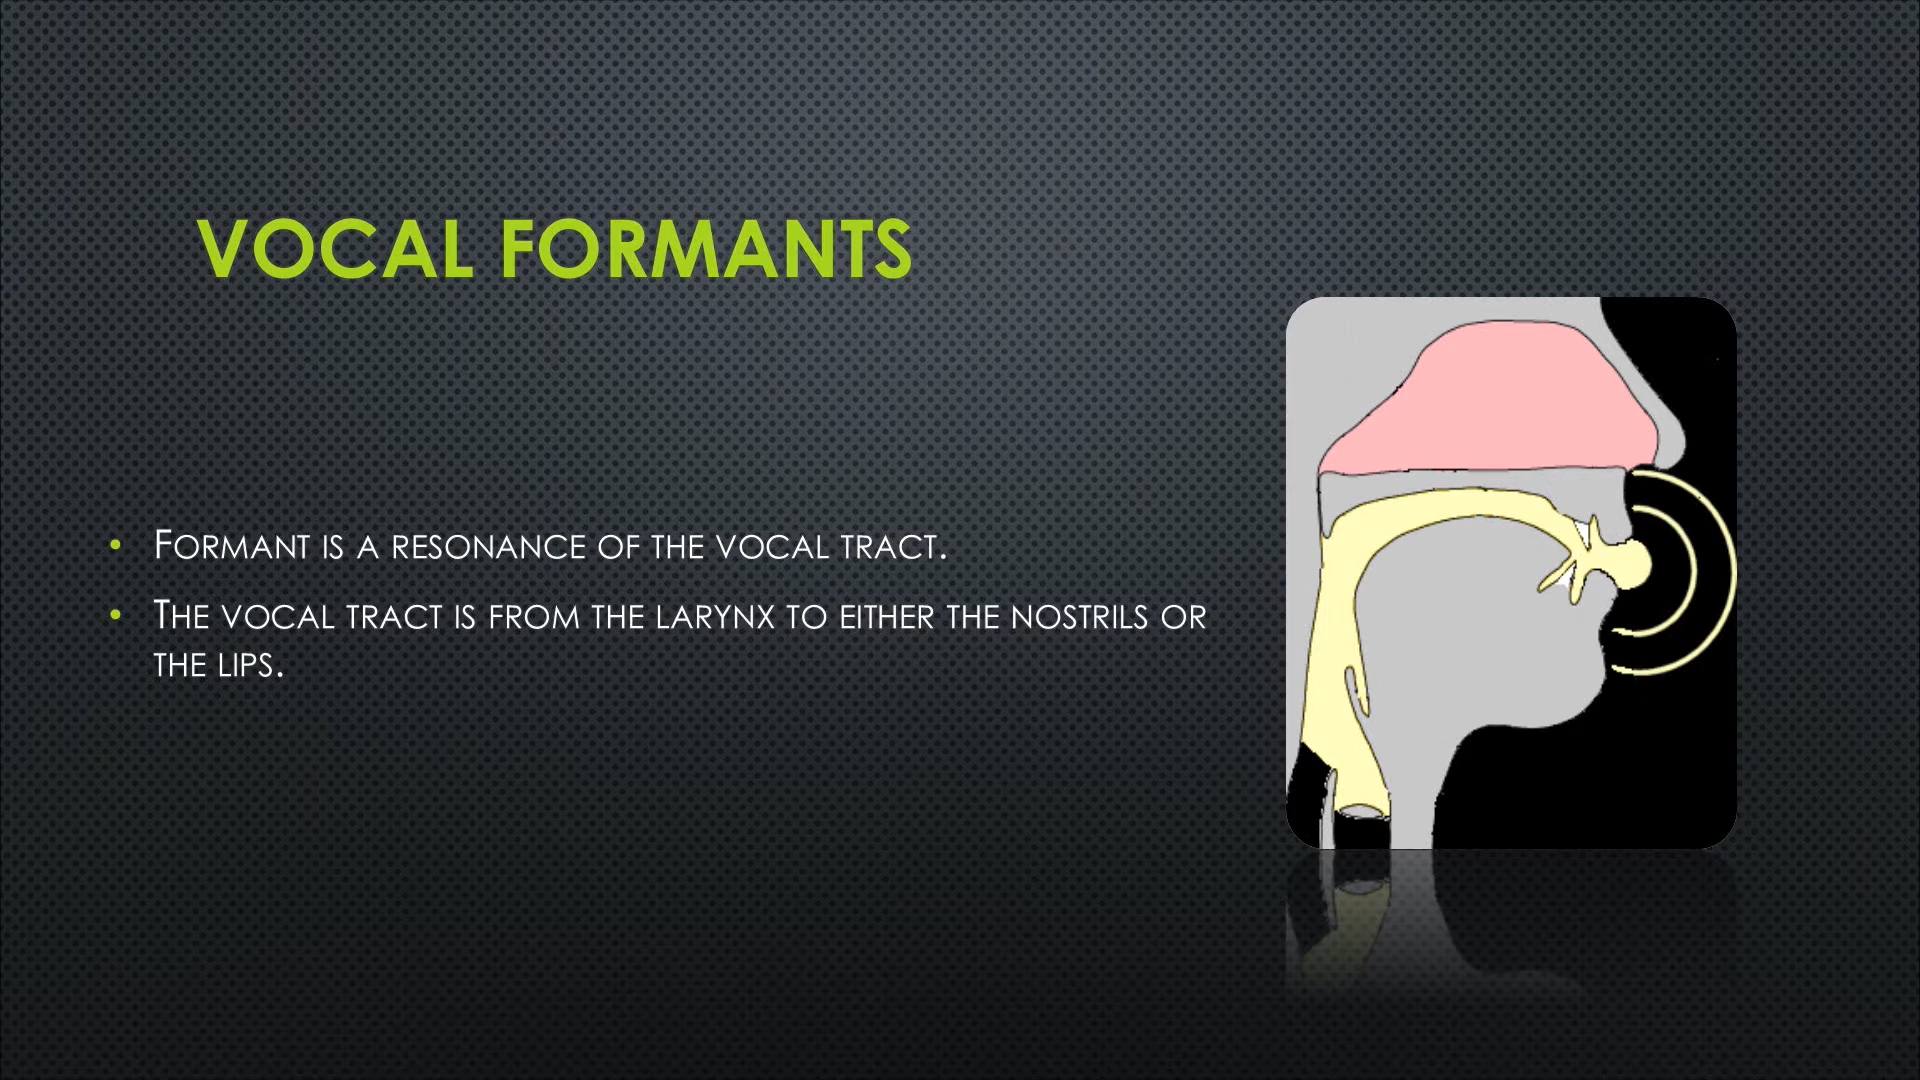 VOCAL FORMANTS
• FORMANT IS A RESONANCE OF THE VOCAL TRACT.
• THE VOCAL TRACT IS FROM THE LARYNX TO EITHER THE NOSTRILS OR
THE LIPS.